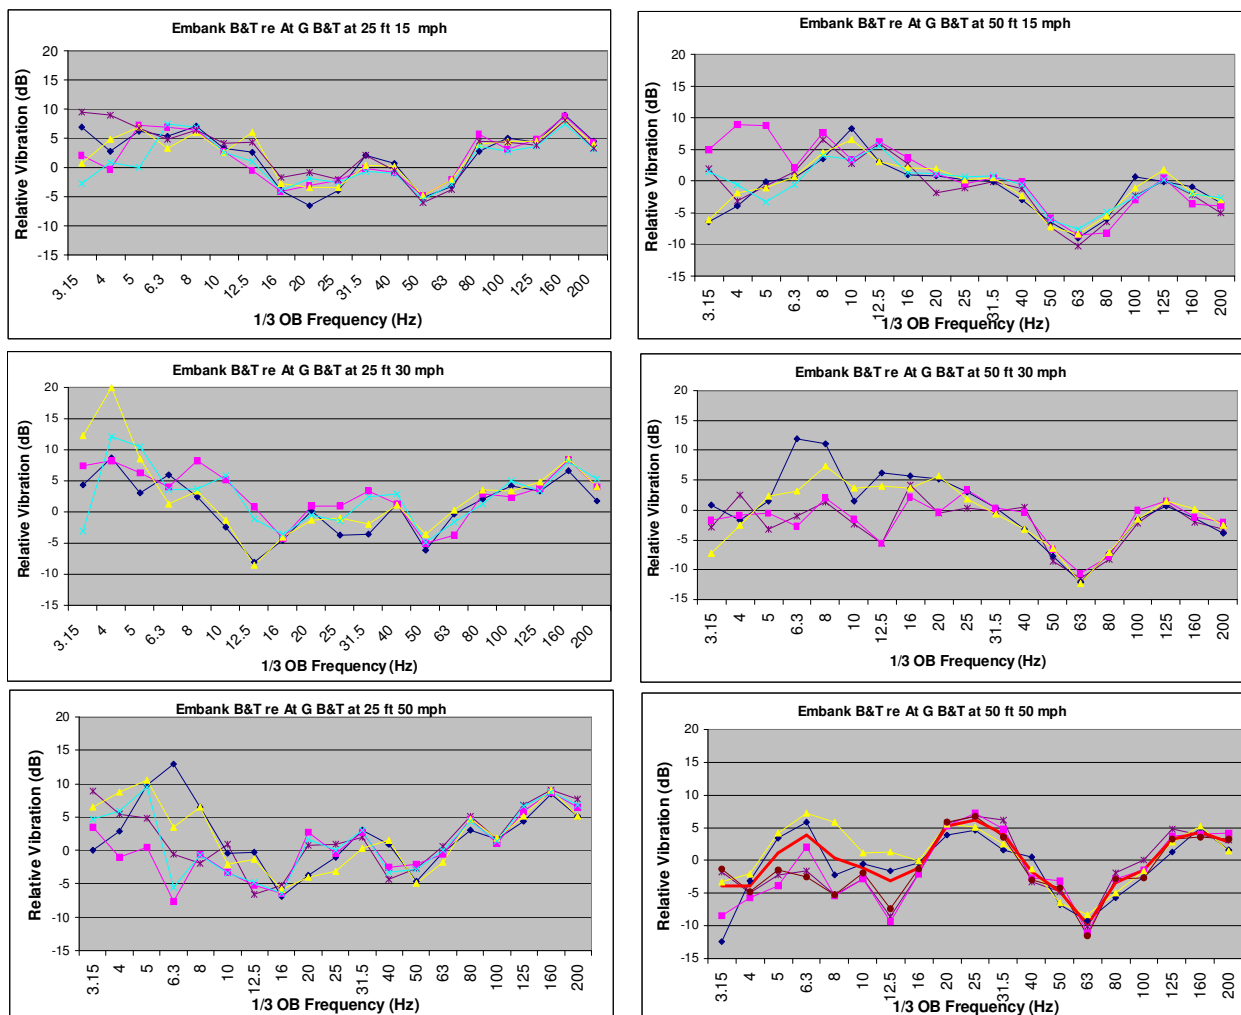 Embank B&T re At G B&T at 25 ft 15 mph
Relative Vibration (dB)
20
15
10
5
0
-5
-10
-15
3.15 4 5 6.3 8 10 12.5 16 20 25 31.5 40 50 63 80 100 125 160 200
1/3 OB Frequency (Hz)
Embank B&T re At G B&T at 50 ft 15 mph
Relative Vibration (dB)
20
15
10
5
0
-5
-10
-15
3.15 4 5 6.3 8 10 12.5 16 20 25 31.5 40 50 63 80 100 125 160 200
1/3 OB Frequency (Hz)
Embank B&T re At G B&T at 25 ft 30 mph
Relative Vibration (dB)
20
15
10
5
0
-5
-10
-15
3.15 4 5 6.3 8 10 12.5 16 20 25 31.5 40 50 63 80 100 125 160 200
1/3 OB Frequency (Hz)
Embank B&T re At G B&T at 50 ft 30 mph
Relative Vibration (dB)
20
15
10
5
0
-5
-10
-15
3.15 4 5 6.3 8 10 12.5 16 20 25 31.5 40 50 63 80 100 125 160 200
1/3 OB Frequency (Hz)
Embank B&T re At G B&T at 25 ft 50 mph
Relative Vibration (dB)
20
15
10
5
0
-5
-10
-15
3.15 4 5 6.3 8 10 12.5 16 20 25 31.5 40 50 63 80 100 125 160 200
1/3 OB Frequency (Hz)
Embank B&T re At G B&T at 50 ft 50 mph
Relative Vibration (dB)
20
15
10
5
0
-5
-10
-15
3.15 4 5 6.3 8 10 12.5 16 20 25 31.5 40 50 63 80 100 125 160 200
1/3 OB Frequency (Hz)